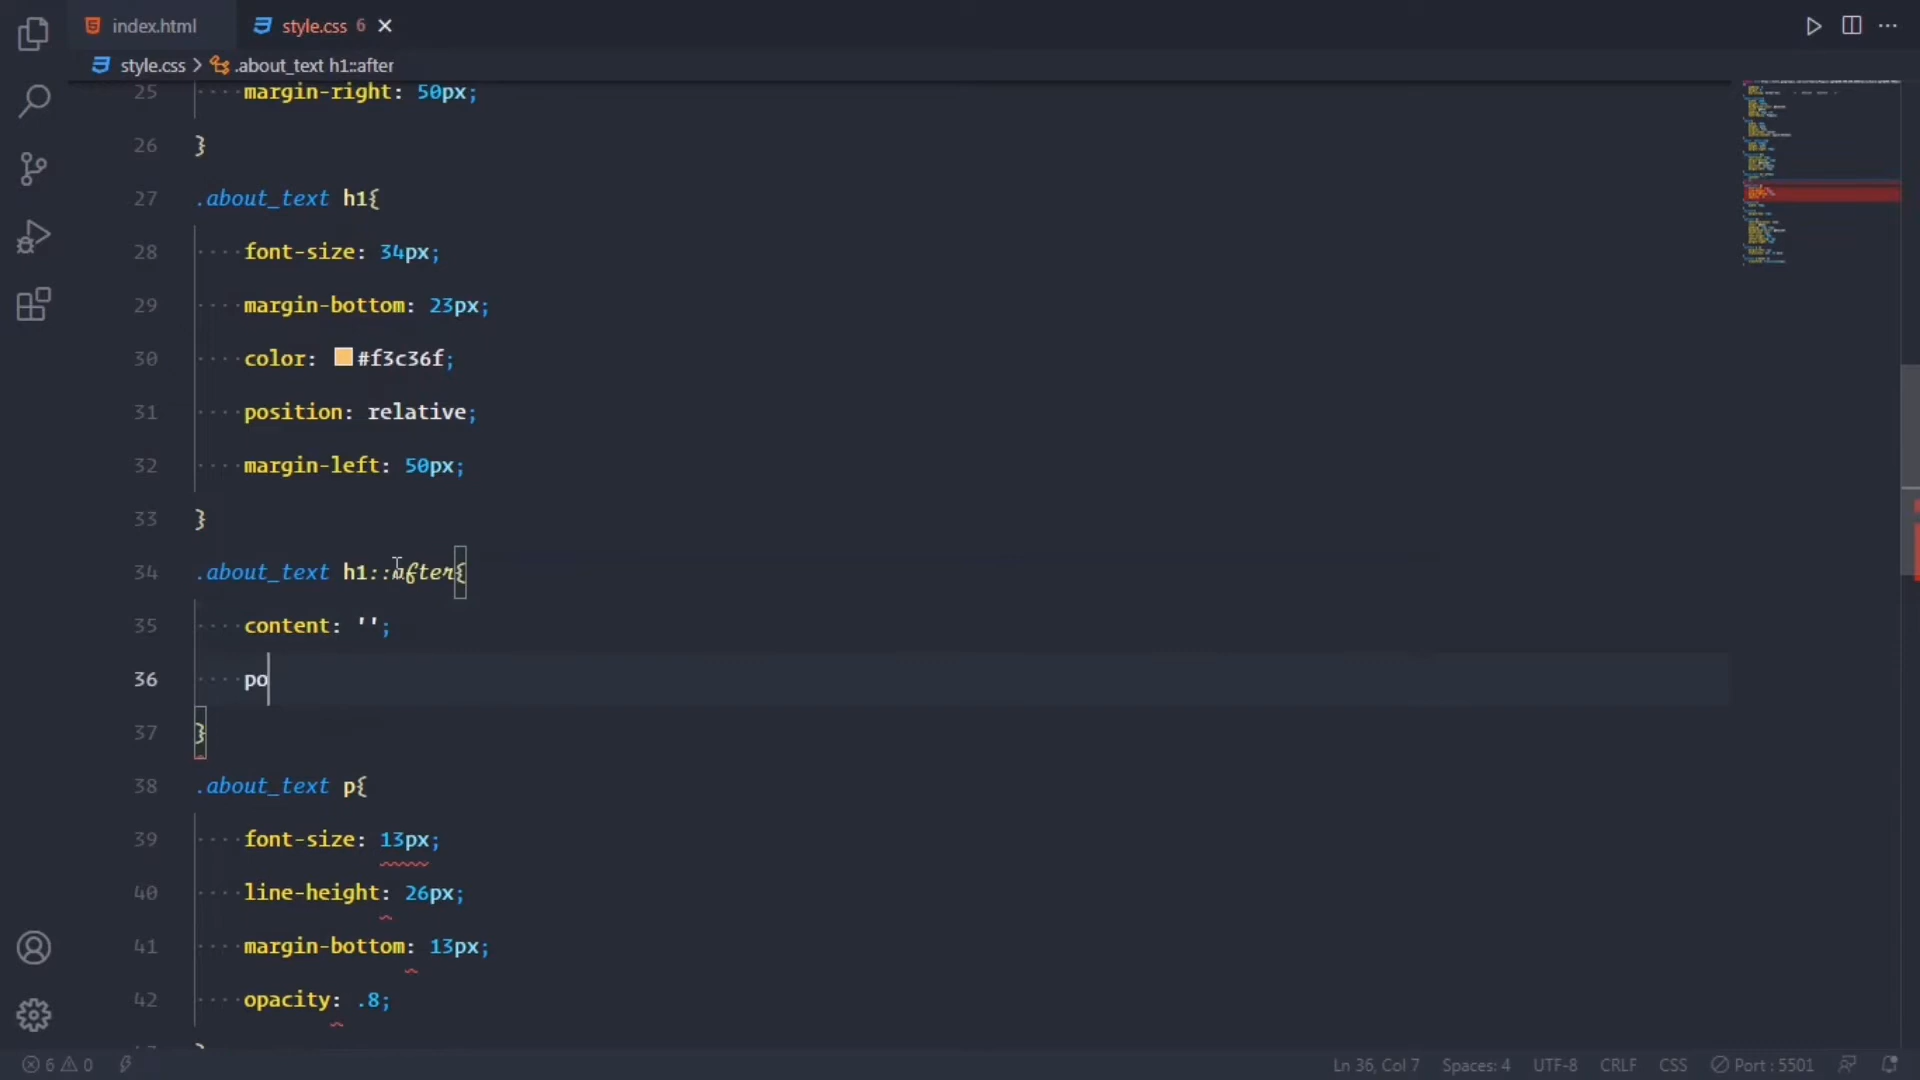 index.html
style.css 6
style.css > .about_text h1::after
25 margin-right: 50px;
26 }
27 .about_text h1{
28 font-size: 34px;
29 margin-bottom: 23px;
30 color: #f3c36f;
31 position: relative;
32 margin-left: 50px;
33 }
34 .about_text h1::after{
35 content: '';
36 po
37 }
38 .about_text p{
39 font-size: 13px;
40 line-height: 26px;
41 margin-bottom: 13px;
42 opacity: .8;
6 0 Ln 36, Col 7 Spaces: 4 UTF-8 CRLF CSS Port : 5501